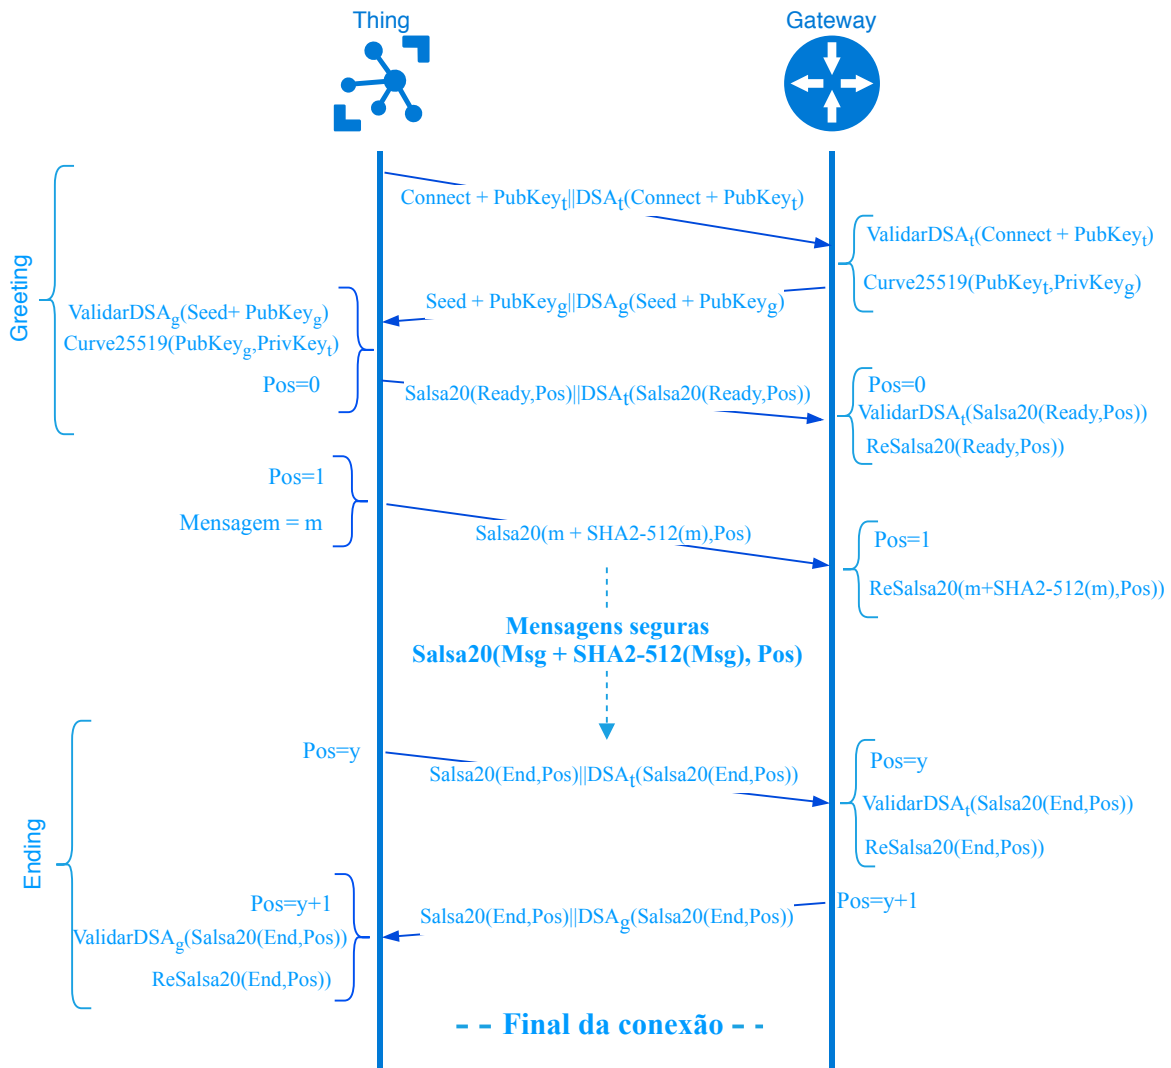 Thing
Gateway
Connect + PubKeyt||DSAt(Connect + PubKeyt)
ValidarDSAt(Connect + PubKeyt)
Curve25519(PubKeyt,PrivKeyg)
Greeting
Seed + PubKeyg||DSAg(Seed + PubKeyg)
ValidarDSAg(Seed+ PubKeyg)
Curve25519(PubKeyg,PrivKeyt)
Pos=0
Salsa20(Ready,Pos)||DSAt(Salsa20(Ready,Pos))
Pos=0
ValidarDSAt(Salsa20(Ready,Pos))
ReSalsa20(Ready,Pos))
Pos=1
Mensagem = m
Salsa20(m + SHA2-512(m),Pos)
Pos=1
ReSalsa20(m+SHA2-512(m),Pos))
Mensagens seguras
Salsa20(Msg + SHA2-512(Msg), Pos)
Ending
Pos=y
Salsa20(End,Pos)||DSAt(Salsa20(End,Pos))
Pos=y
ValidarDSAt(Salsa20(End,Pos))
ReSalsa20(End,Pos))
Pos=y+1
Salsa20(End,Pos)||DSAg(Salsa20(End,Pos))
Pos=y+1
ValidarDSAg(Salsa20(End,Pos))
ReSalsa20(End,Pos))
-- Final da conexão --